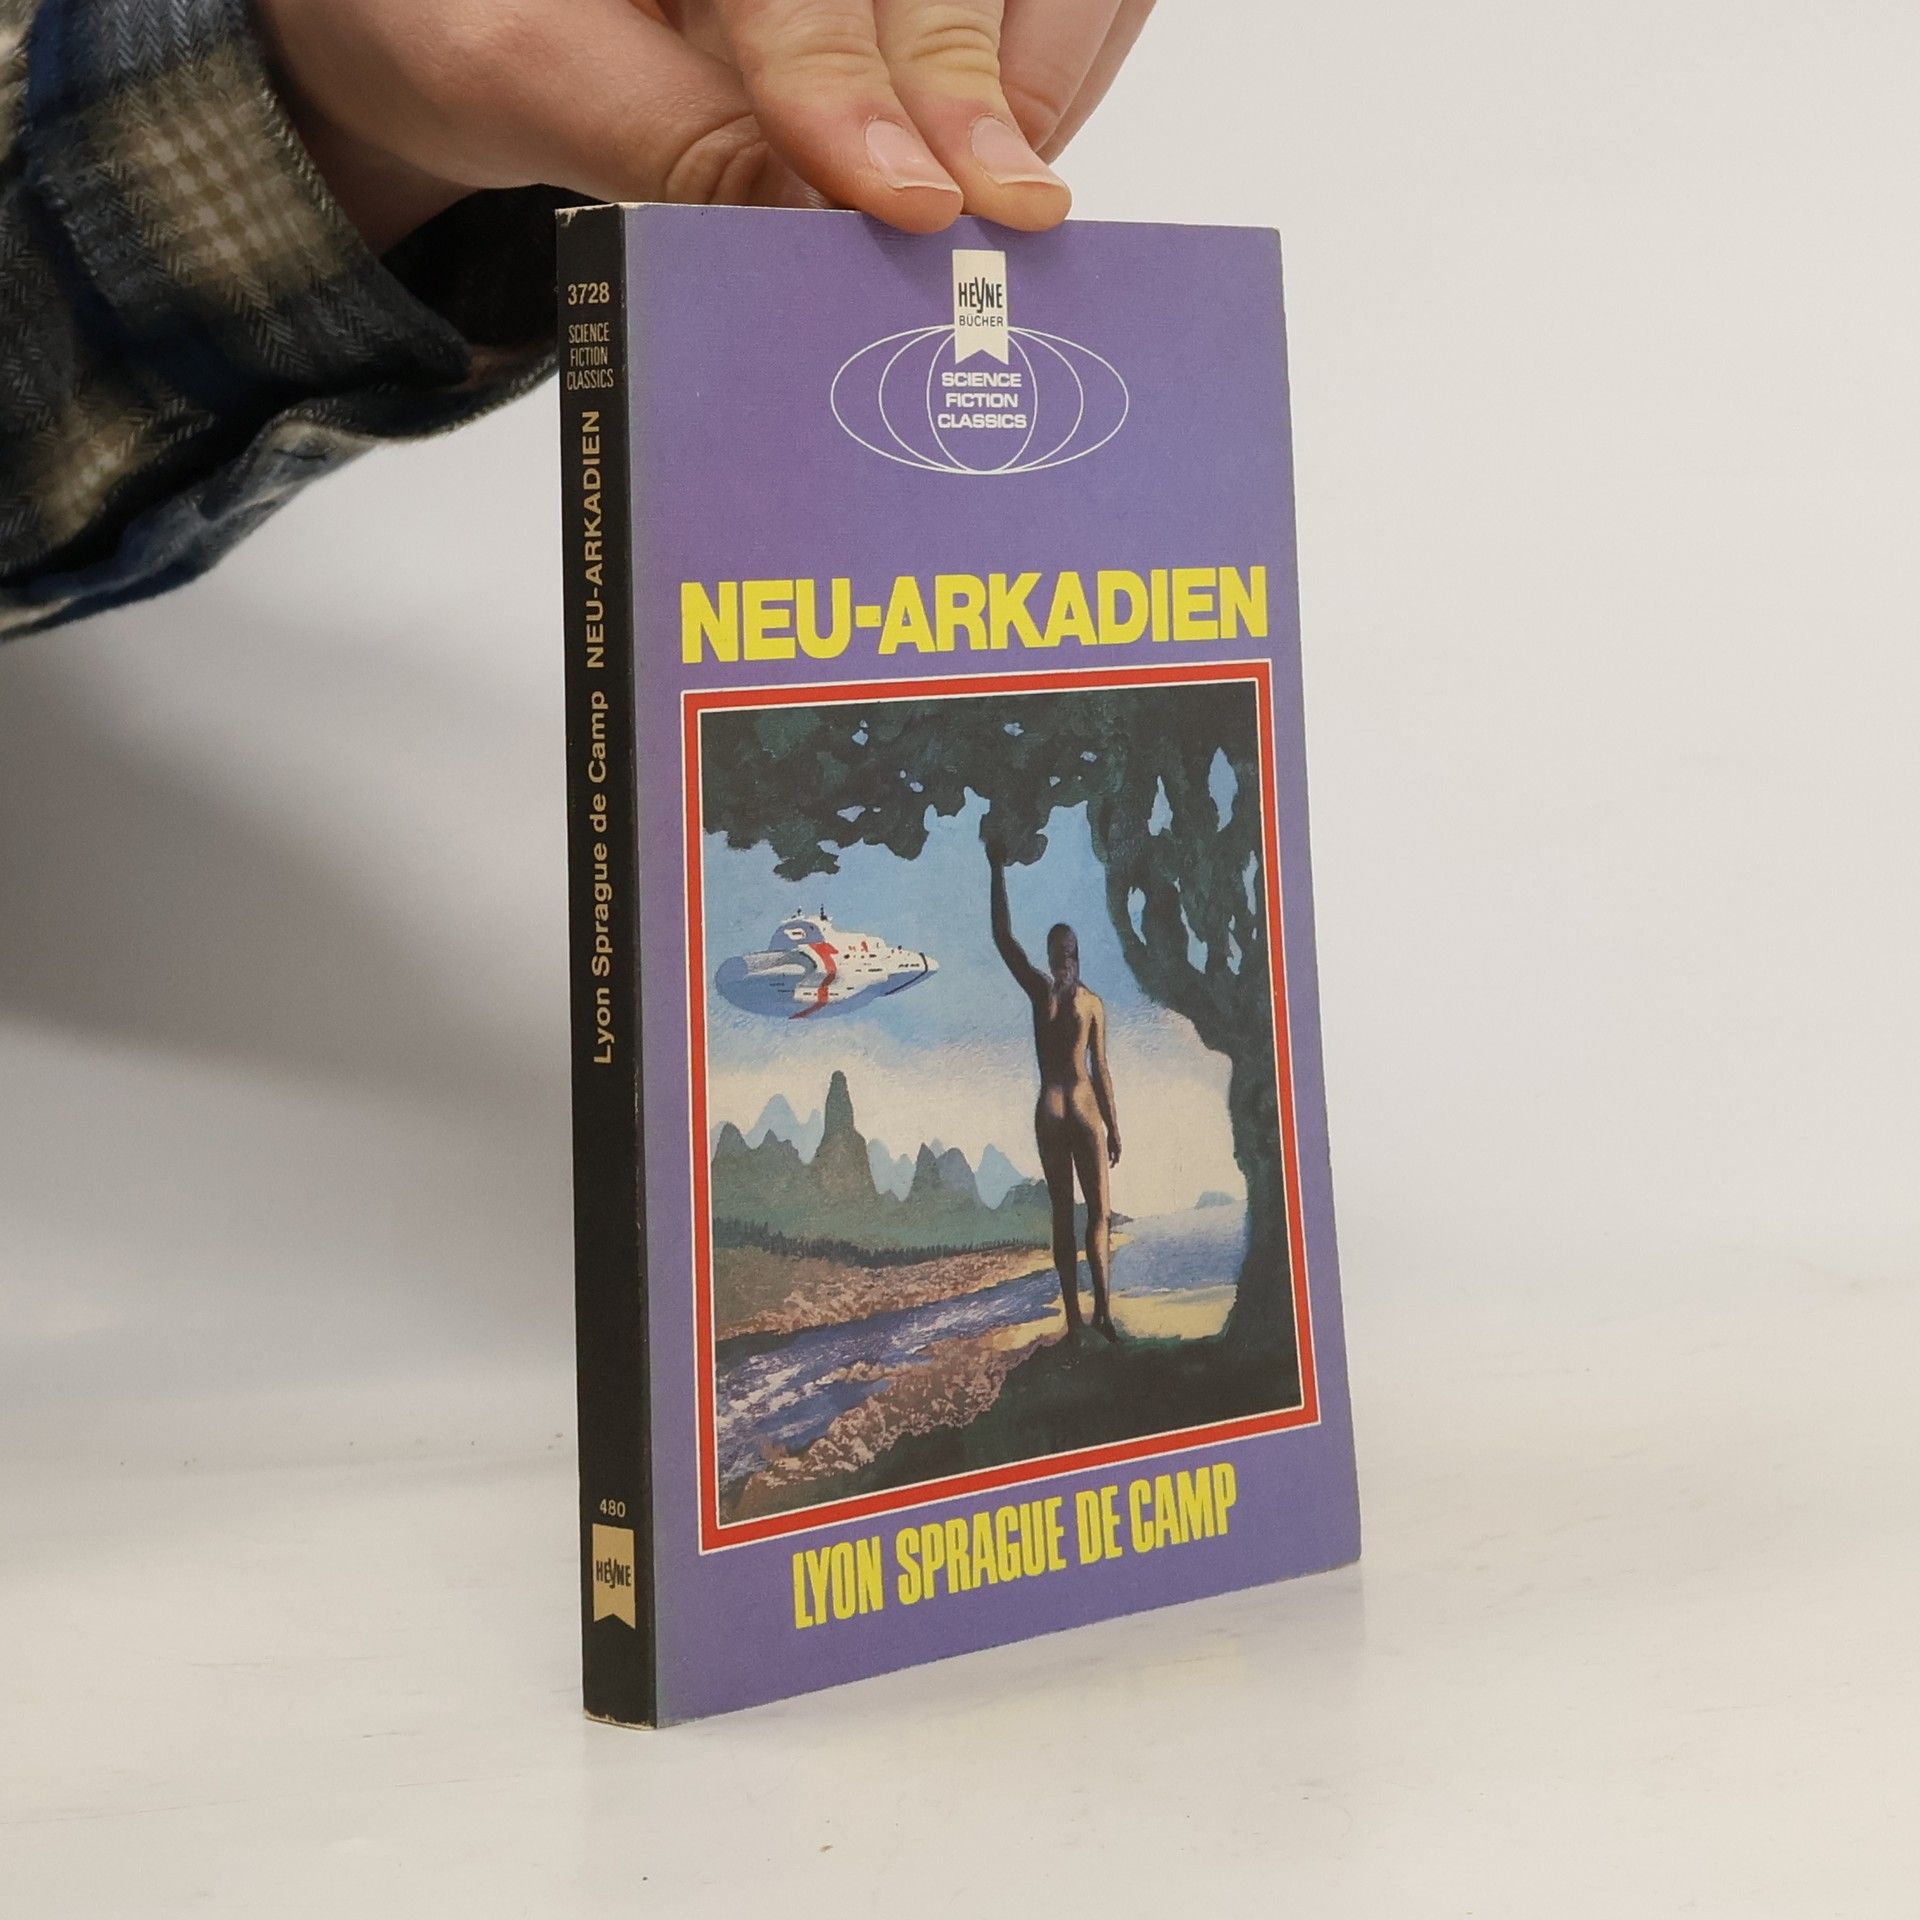 3728
SCIENCE
FICTION
CLASSICS
Lyon Sprague de Camp NEU-ARKADIEN
480
HEYNE
HEYNE
BÜCHER
SCIENCE
FICTION
CLASSICS
NEU-ARKADIEN
LYON SPRAGUE DE CAMP